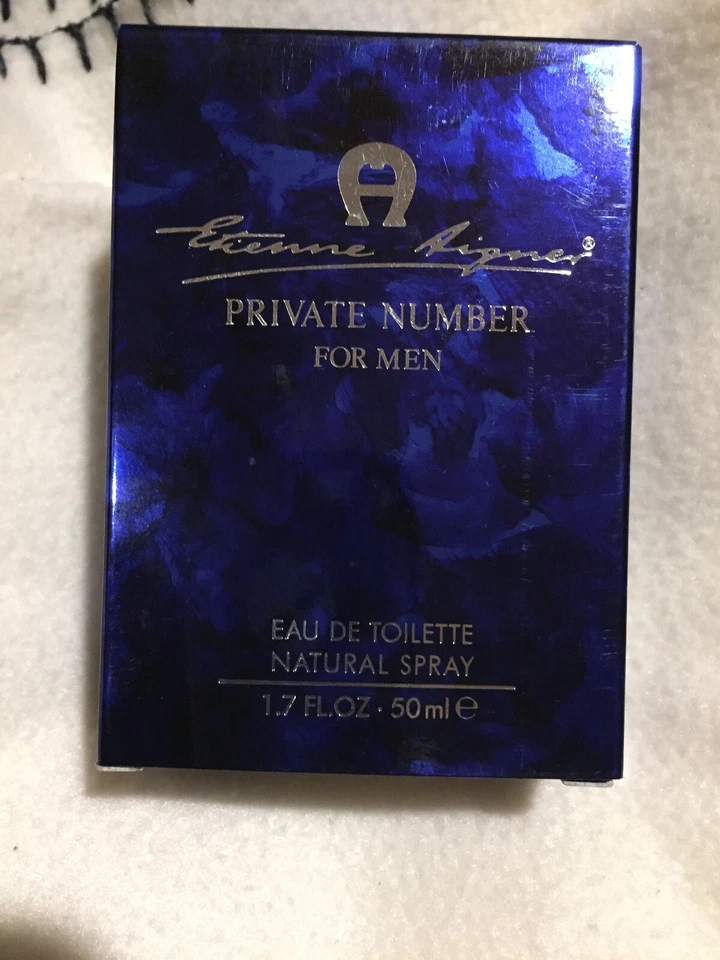 Etienne Aigner®
PRIVATE NUMBER
FOR MEN
EAU DE TOILETTE
NATURAL SPRAY
1.7 FL.OZ · 50ml ℮